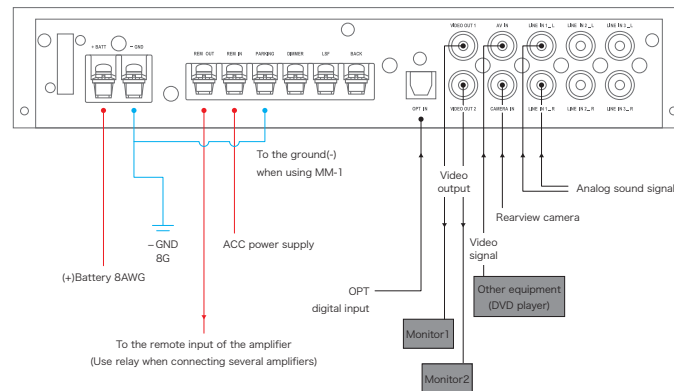 +BATT
-GND
REM OUT
REM IN
PARKING
DIMMER
LSF
BACK
OPT IN
VIDEO OUT 1
AV IN
LINE IN 1_L
LINE IN 2_L
LINE IN 3_L
VIDEO OUT 2
CAMERA IN
LINE IN 1_R
LINE IN 2_R
LINE IN 3_R
To the ground(-)
when using MM-1
Video
output
Analog sound signal
Rearview camera
-GND
8G
ACC power supply
Video
signal
(+)Battery 8AWG
OPT
digital input
Other equipment
(DVD player)
To the remote input of the amplifier
(Use relay when connecting several amplifiers)
Monitor1
Monitor2